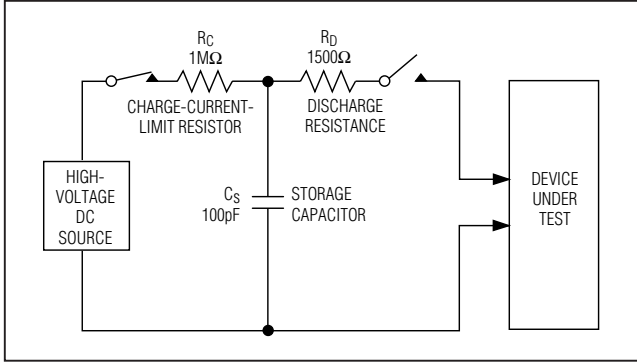 RC
1MΩ
CHARGE-CURRENT-
LIMIT RESISTOR
RD
1500Ω
DISCHARGE
RESISTANCE
HIGH-
VOLTAGE
DC
SOURCE
CS
100pF
STORAGE
CAPACITOR
DEVICE
UNDER
TEST